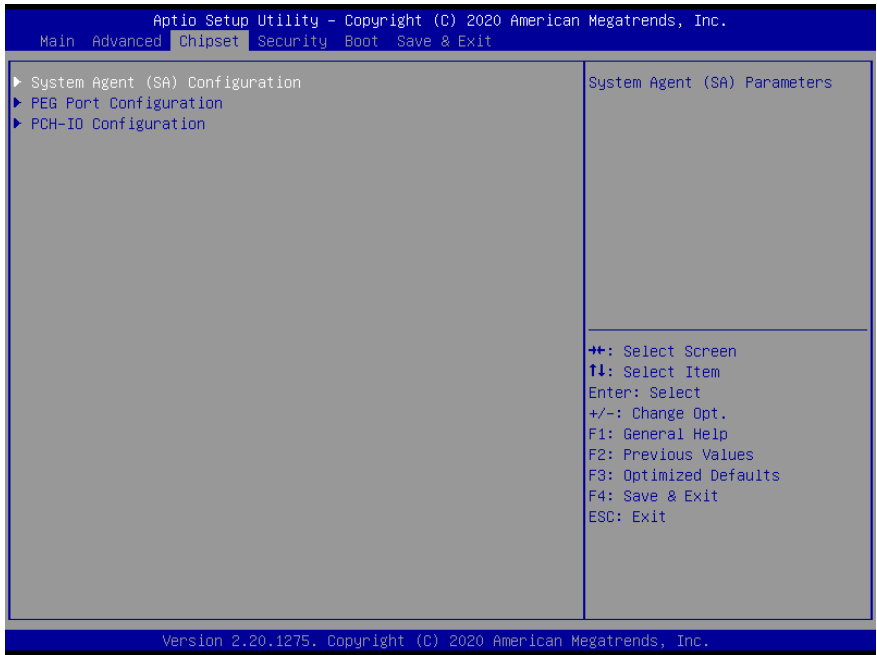 Aptio Setup Utility – Copyright (C) 2020 American Megatrends, Inc.
Main Advanced Chipset Security Boot Save & Exit
▶ System Agent (SA) Configuration
▶ PEG Port Configuration
▶ PCH-IO Configuration
System Agent (SA) Parameters
→←: Select Screen
↑↓: Select Item
Enter: Select
+/-: Change Opt.
F1: General Help
F2: Previous Values
F3: Optimized Defaults
F4: Save & Exit
ESC: Exit
Version 2.20.1275. Copyright (C) 2020 American Megatrends, Inc.